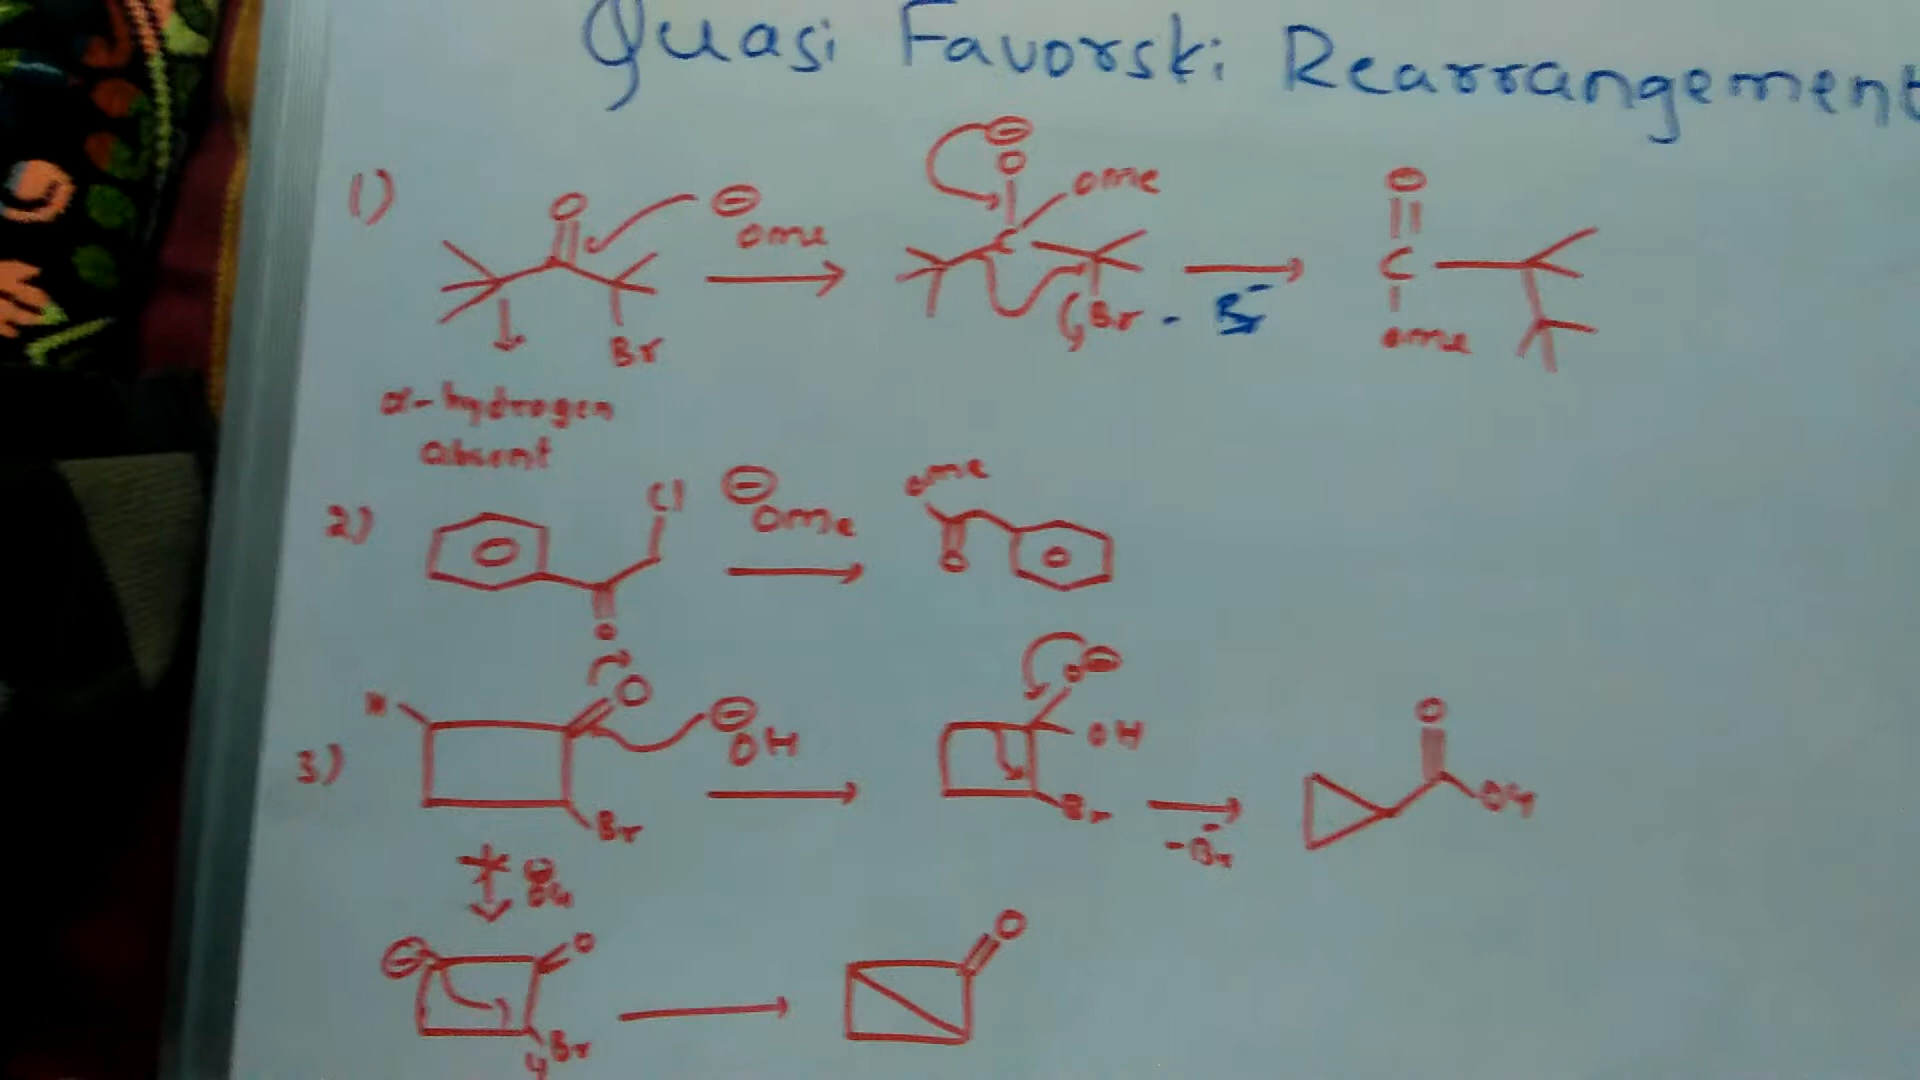 Quasi Favorski Rearrangement
1)
O
⊖
OMe
Br
α-hydrogen
absent
⊖
O
OMe
C
Br
- Br⁻
O
C
OMe
2)
Cl
O
⊖
OMe
OMe
O
3)
H
O
⊖
OH
Br
O⊖
OH
Br
-Br⁻
O
OH
⊖
OH
⊖
O
Br
O